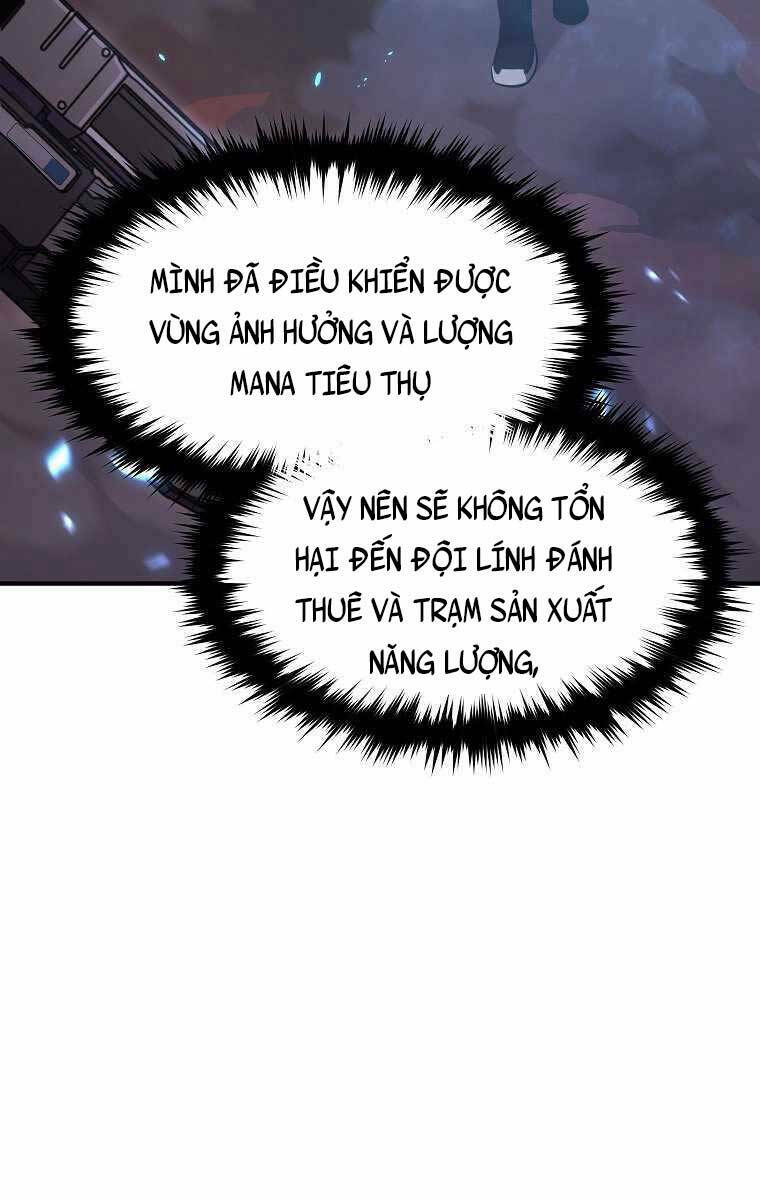 MÌNH ĐÃ ĐIỀU KHIỂN ĐƯỢC
VÙNG ẢNH HƯỞNG VÀ LƯỢNG
MANA TIÊU THỤ
VẬY NÊN SẼ KHÔNG TỔN
HẠI ĐẾN ĐỘI LÍNH ĐÁNH
THUÊ VÀ TRẠM SẢN XUẤT
NĂNG LƯỢNG,